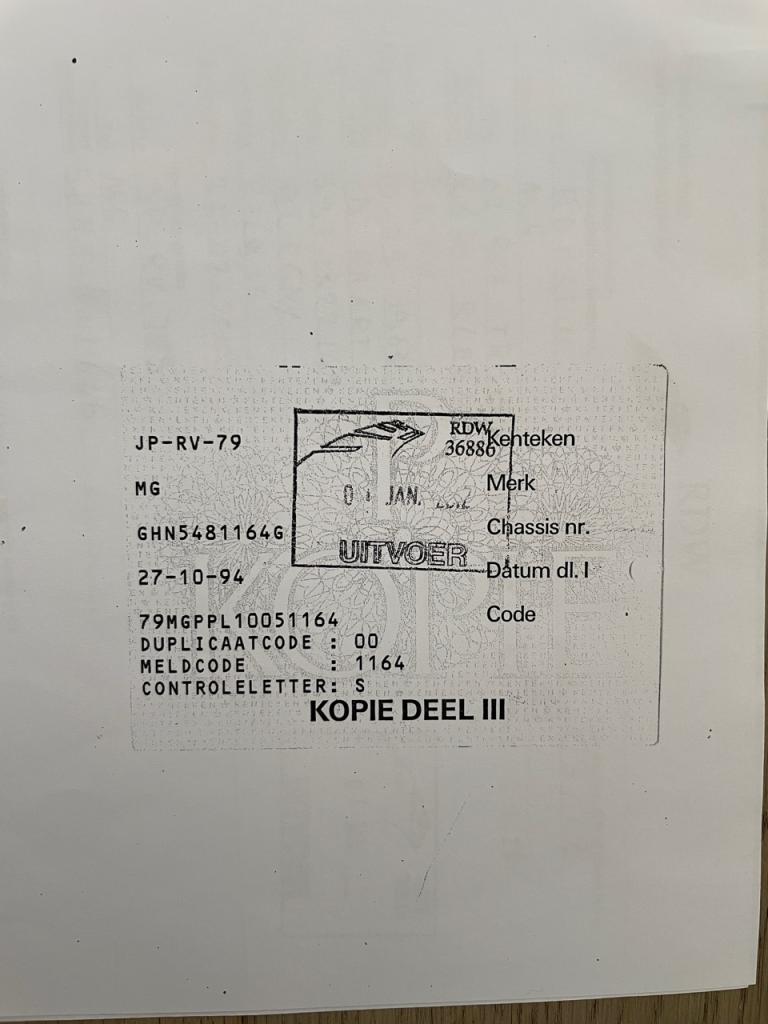 RDW
36886
JP-RV-79 Kenteken
MG Merk
JAN.
GHN5481164G Chassis nr.
UITVOER
27-10-94 Datum dl. I
79MGPPL10051164 Code
DUPLICAATCODE : 00
MELDCODE : 1164
CONTROLELETTER: S
KOPIE DEEL III
KOPIE